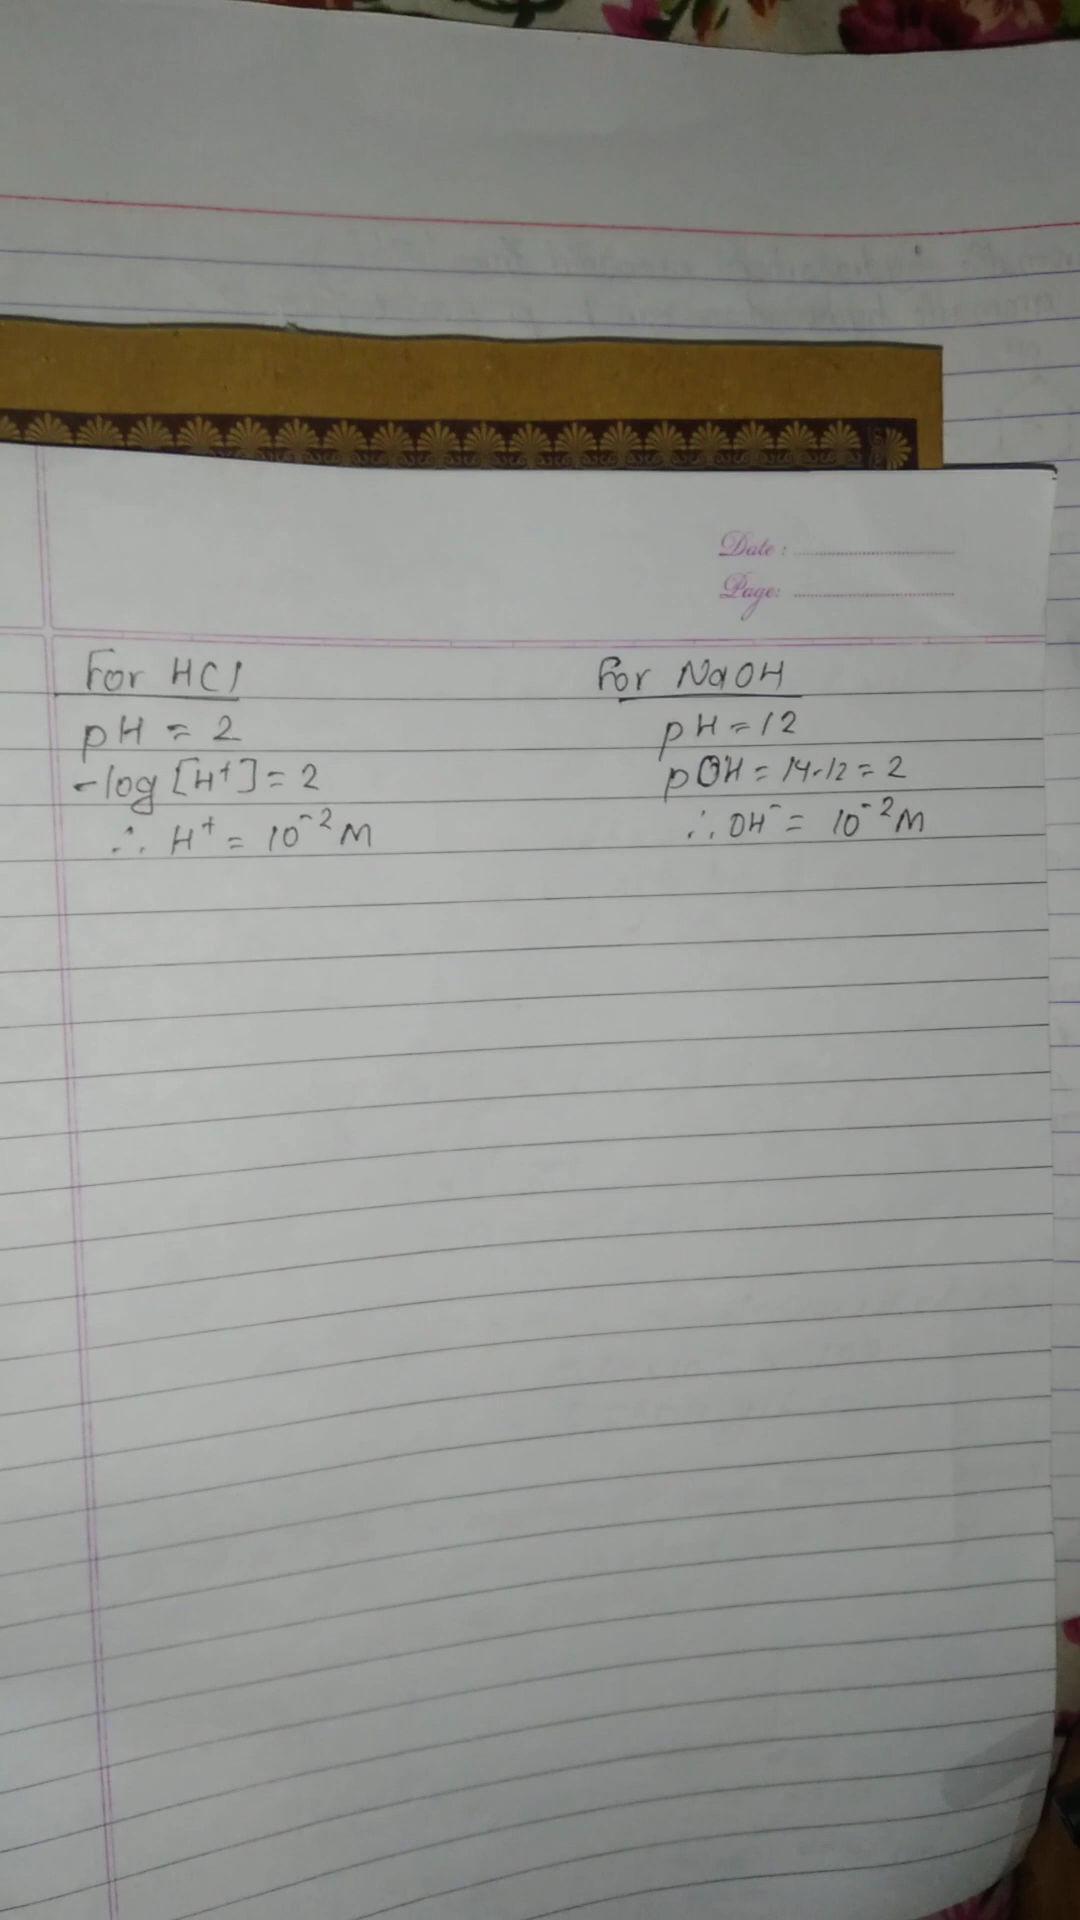 Date :
Page:
For HCl
pH = 2
-log [H⁺] = 2
∴ H⁺ = 10⁻² M
For NaOH
pH = 12
pOH = 14-12 = 2
∴ OH⁻ = 10⁻² M